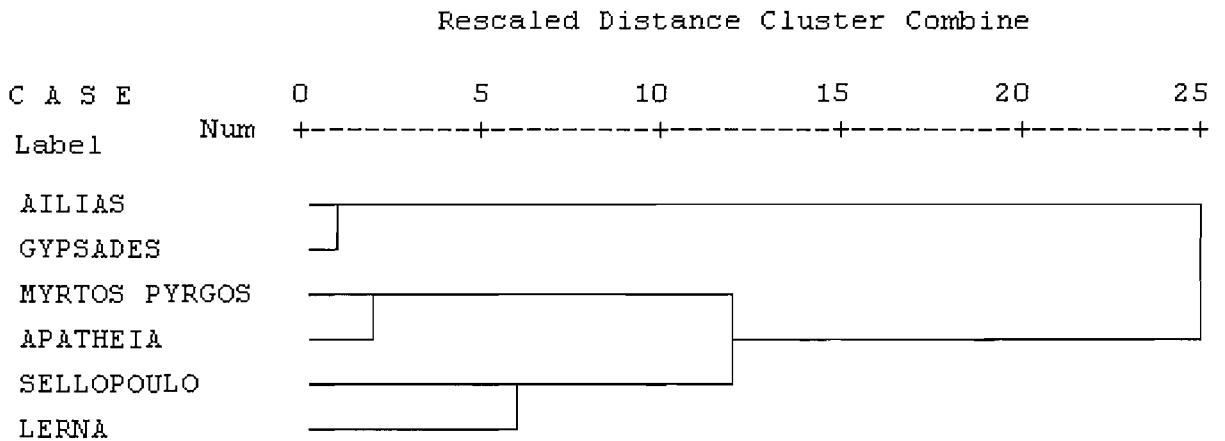 Rescaled Distance Cluster Combine
C A S E 0 5 10 15 20 25
Label Num +---------+---------+---------+---------+---------+
AILIAS
GYPSADES
MYRTOS PYRGOS
APATHEIA
SELLOPOULO
LERNA